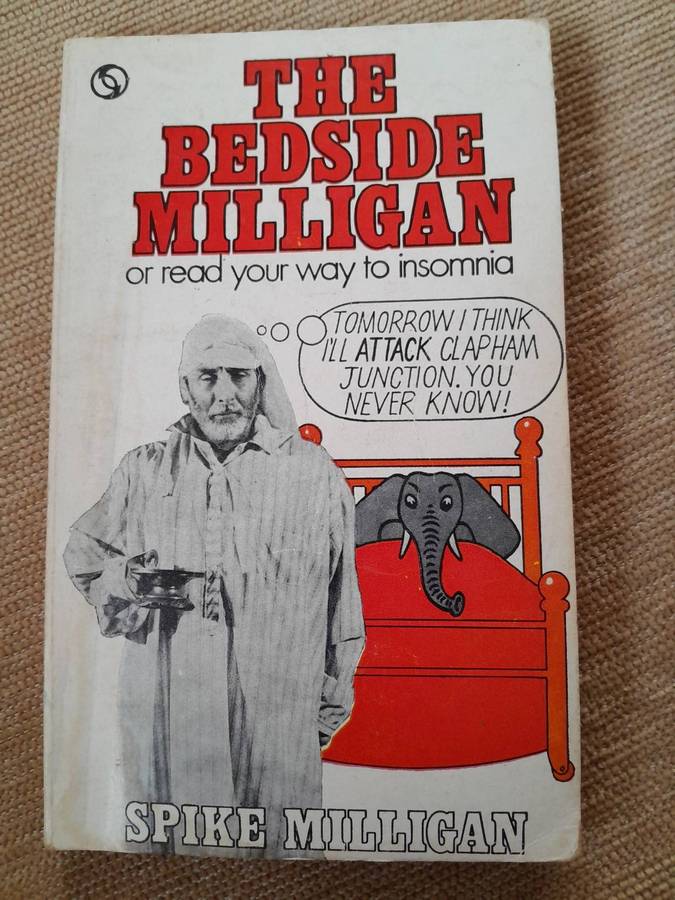 THE
BEDSIDE
MILLIGAN
or read your way to insomnia
TOMORROW I THINK
I'LL ATTACK CLAPHAM
JUNCTION. YOU
NEVER KNOW!
SPIKE MILLIGAN